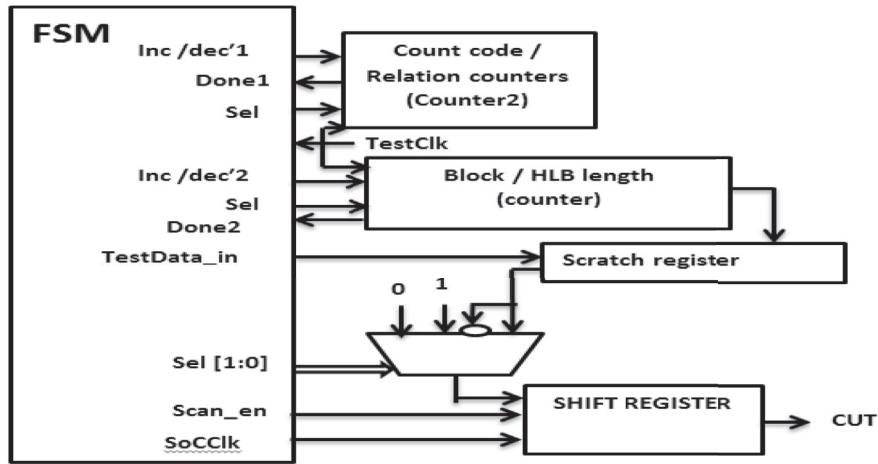 FSM
Inc /dec'1
Done1
Sel
Count code /
Relation counters
(Counter2)
TestClk
Inc /dec'2
Sel
Done2
Block / HLB length
(counter)
TestData_in
Scratch register
0
1
Sel [1:0]
Scan_en
SoCClk
SHIFT REGISTER
CUT